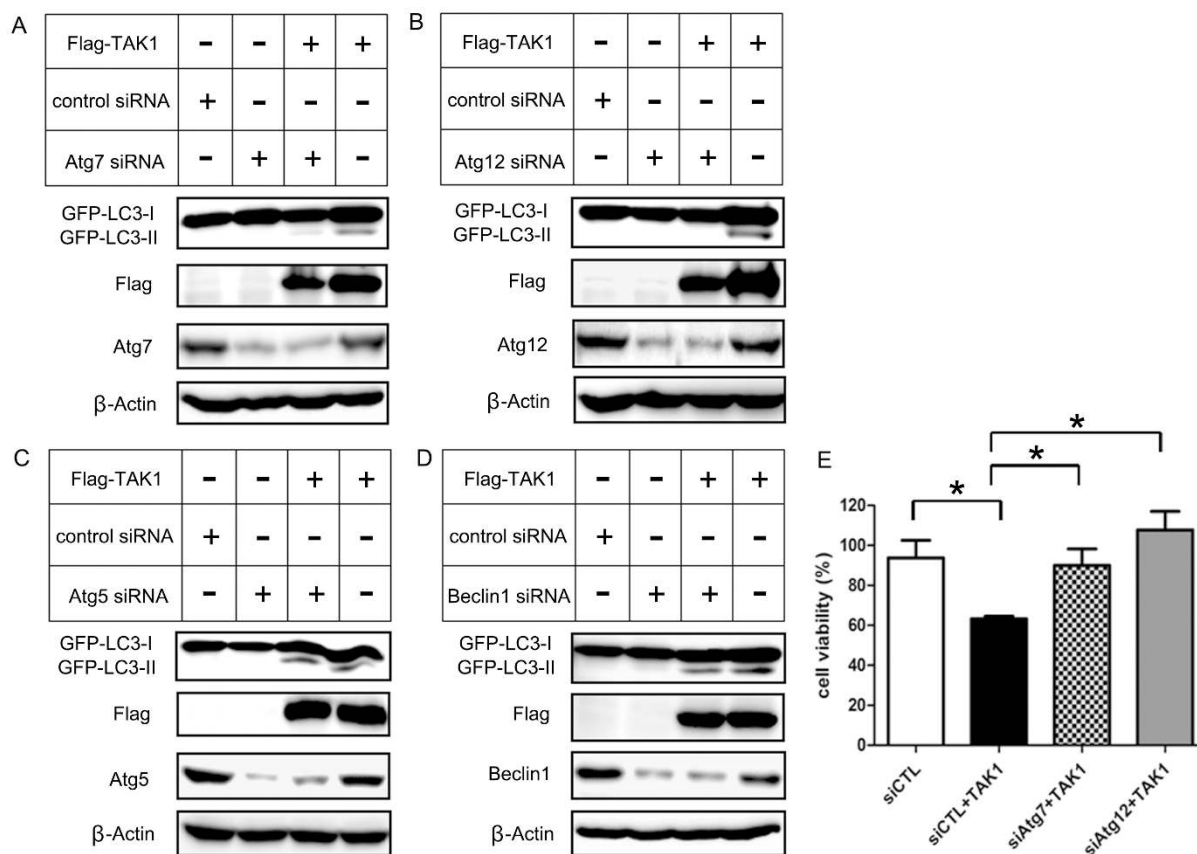 A
Flag-TAK1 - - + +
control siRNA + - - -
Atg7 siRNA - + + -
GFP-LC3-I
GFP-LC3-II
Flag
Atg7
β-Actin
B
Flag-TAK1 - - + +
control siRNA + - - -
Atg12 siRNA - + + -
GFP-LC3-I
GFP-LC3-II
Flag
Atg12
β-Actin
C
Flag-TAK1 - - + +
control siRNA + - - -
Atg5 siRNA - + + -
GFP-LC3-I
GFP-LC3-II
Flag
Atg5
β-Actin
D
Flag-TAK1 - - + +
control siRNA + - - -
Beclin1 siRNA - + + -
GFP-LC3-I
GFP-LC3-II
Flag
Beclin1
β-Actin
E
*
*
*
cell viability (%)
120
100
80
60
40
20
0
siCTL
siCTL+TAK1
siAtg7+TAK1
siAtg12+TAK1